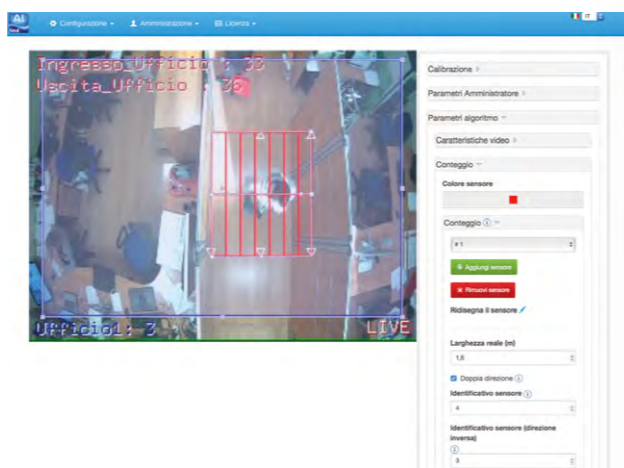 AI
Configurazione
Amministrazione
Licenza
IT
Ingresso_Ufficio : 33
Uscita_Ufficio : 36
Ufficio1: 3
LIVE
Calibrazione
Parametri Amministratore
Parametri algoritmo
Caratteristiche video
Conteggio
Colore sensore
Conteggio
# 1
Aggiungi sensore
Rimuovi sensore
Ridisegna il sensore
Larghezza reale (m)
1,6
Doppia direzione
Identificativo sensore
4
Identificativo sensore (direzione
inversa)
3